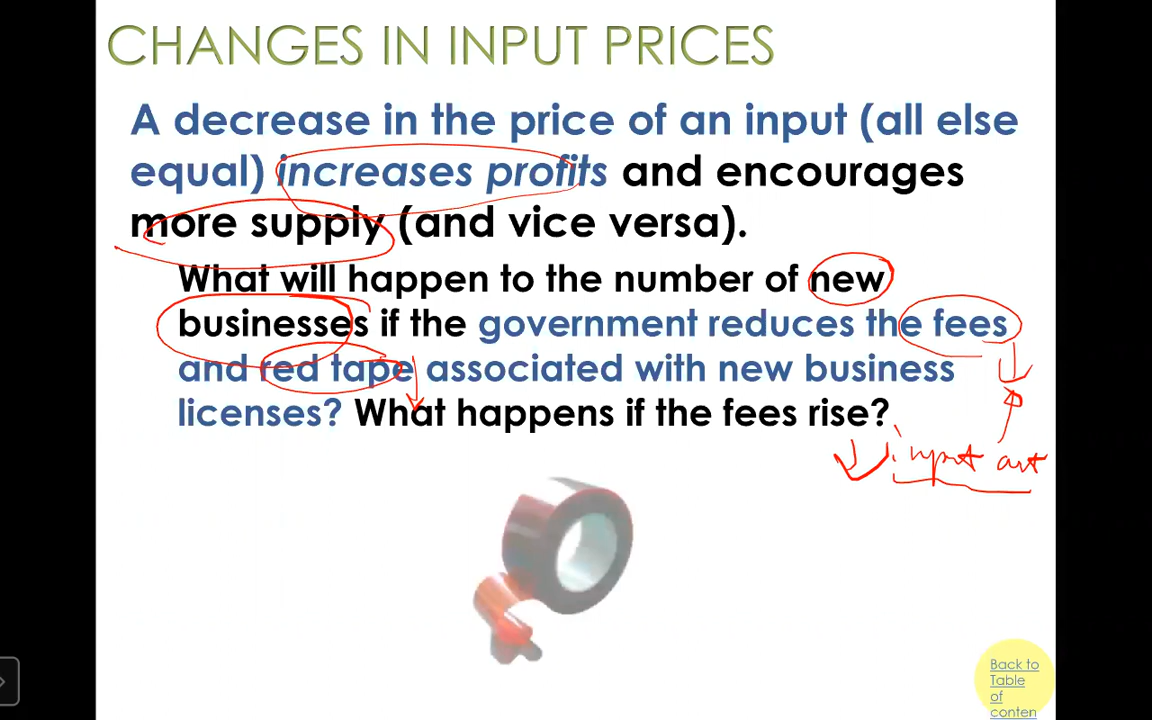 CHANGES IN INPUT PRICES
A decrease in the price of an input (all else
equal) increases profits and encourages
more supply (and vice versa).
What will happen to the number of new
businesses if the government reduces the fees
and red tape associated with new business
licenses? What happens if the fees rise?
input
Back to
Table
of
conten